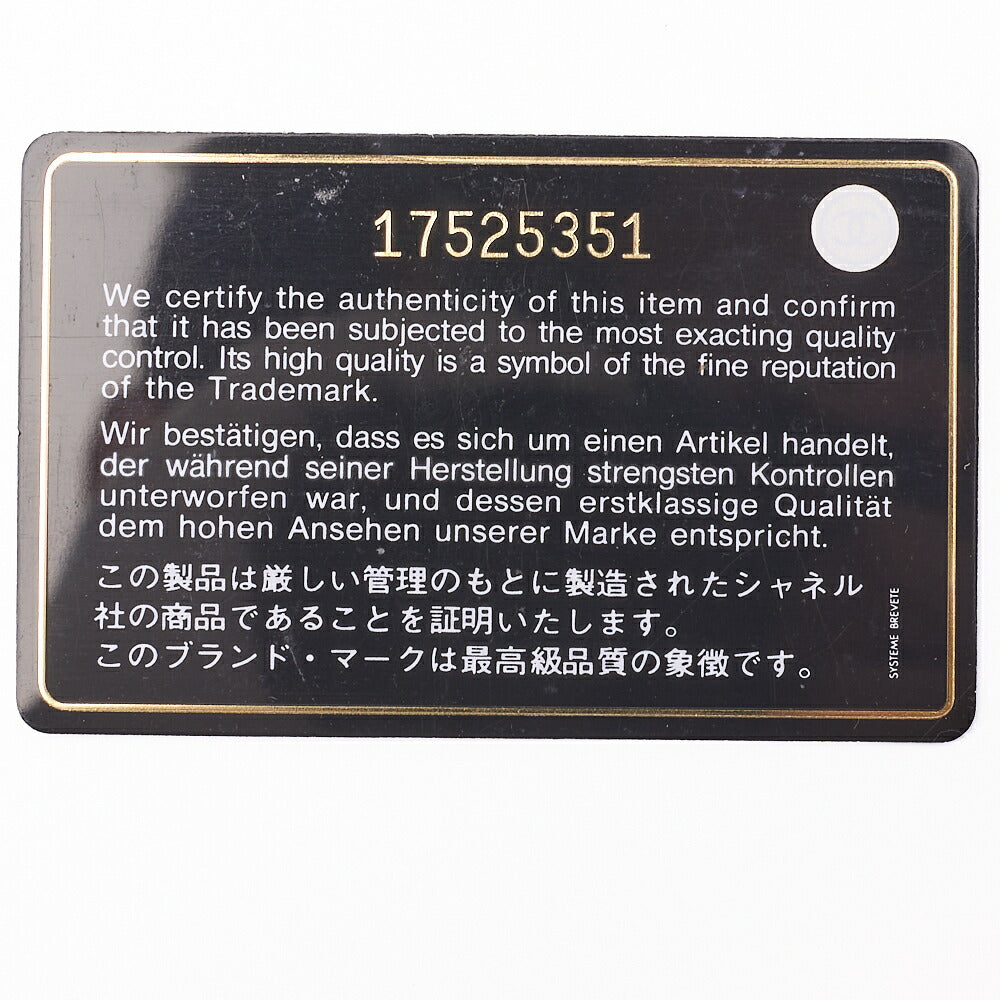 17525351
We certify the authenticity of this item and confirm
that it has been subjected to the most exacting quality
control. Its high quality is a symbol of the fine reputation
of the Trademark.
Wir bestätigen, dass es sich um einen Artikel handelt,
der während seiner Herstellung strengsten Kontrollen
unterworfen war, und dessen erstklassige Qualität
dem hohen Ansehen unserer Marke entspricht.
この製品は厳しい管理のもとに製造されたシャネル
社の商品であることを証明いたします。
このブランド・マークは最高級品質の象徴です。
SYSTEME BREVETE